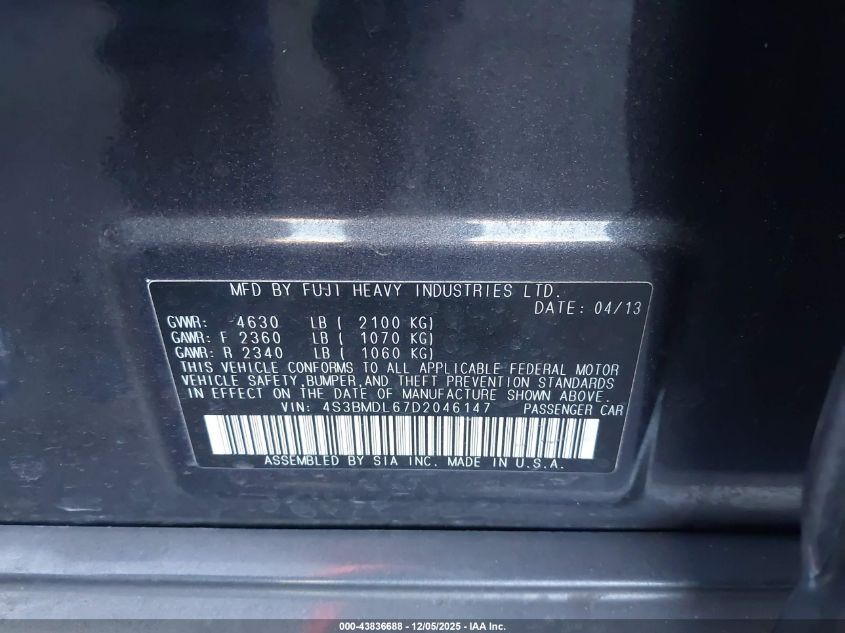 MFD BY FUJI HEAVY INDUSTRIES LTD.
DATE: 04/13
GVWR: 4630 LB ( 2100 KG)
GAWR: F 2360 LB ( 1070 KG)
GAWR: R 2340 LB ( 1060 KG)
THIS VEHICLE CONFORMS TO ALL APPLICABLE FEDERAL MOTOR
VEHICLE SAFETY,BUMPER,AND THEFT PREVENTION STANDARDS
IN EFFECT ON THE DATE OF MANUFACTURE SHOWN ABOVE.
VIN: 4S3BMDL67D2046147 PASSENGER CAR
ASSEMBLED BY SIA INC. MADE IN U.S.A.
000-43836688 - 12/05/2025 - IAA Inc.